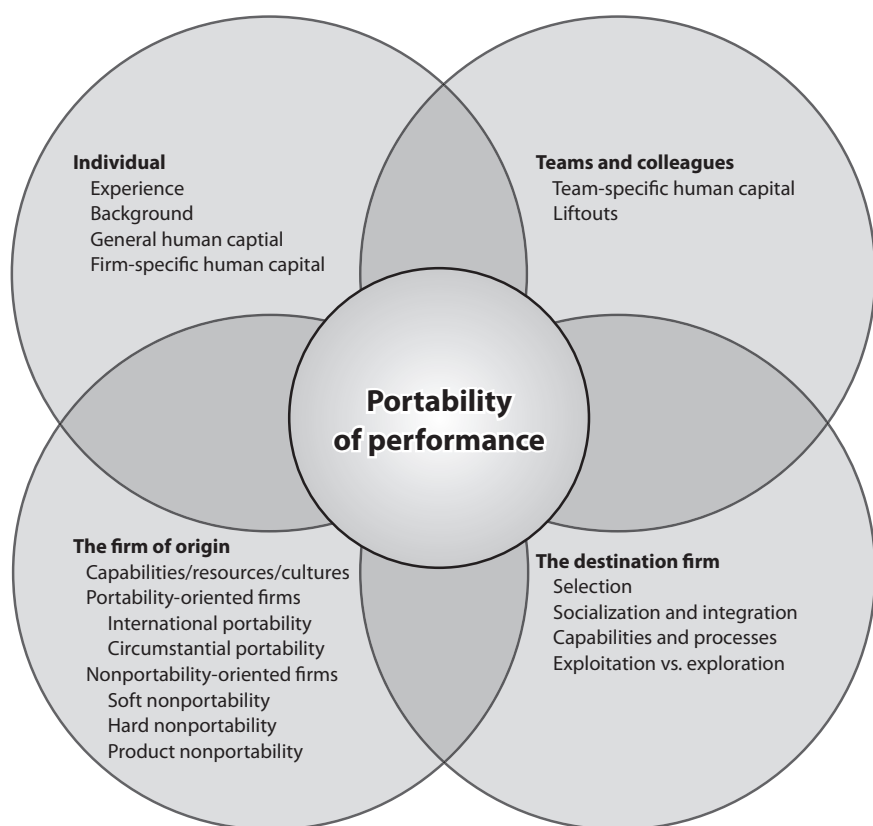 Individual
Experience
Background
General human captial
Firm-specific human capital
Teams and colleagues
Team-specific human capital
Liftouts
Portability
of performance
The firm of origin
Capabilities/resources/cultures
Portability-oriented firms
International portability
Circumstantial portability
Nonportability-oriented firms
Soft nonportability
Hard nonportability
Product nonportability
The destination firm
Selection
Socialization and integration
Capabilities and processes
Exploitation vs. exploration